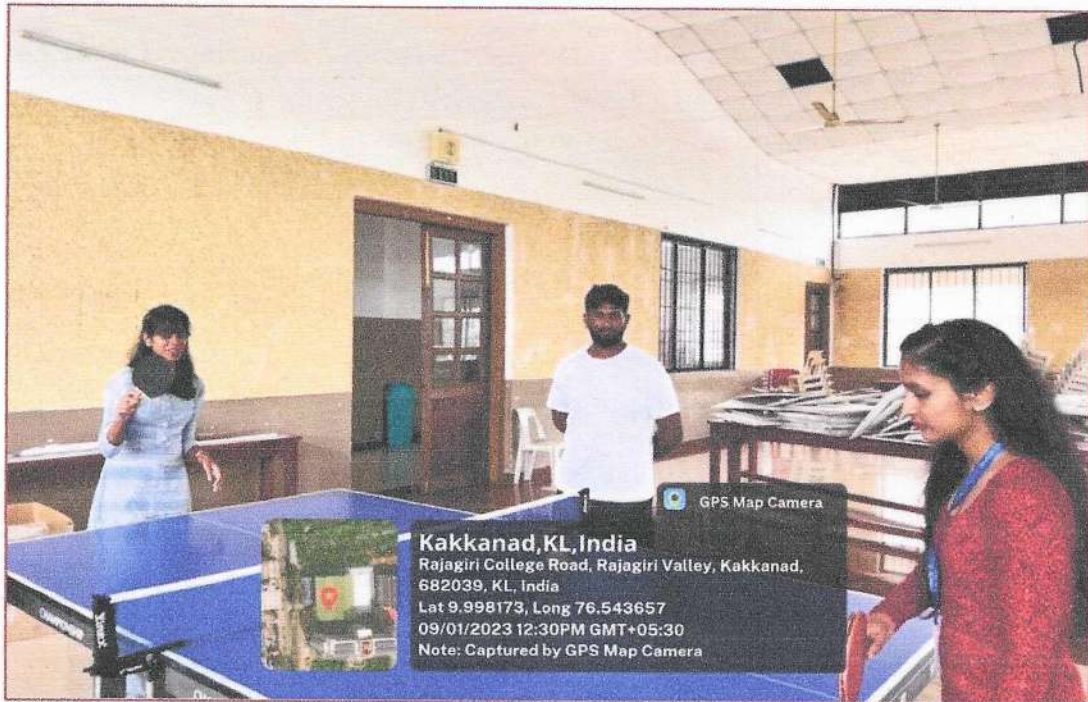 GPS Map Camera
Kakkanad,KL,India
Rajagiri College Road, Rajagiri Valley, Kakkanad,
682039, KL, India
Lat 9.998173, Long 76.543657
09/01/2023 12:30PM GMT+05:30
Note: Captured by GPS Map Camera
CHAMPIONSHIP